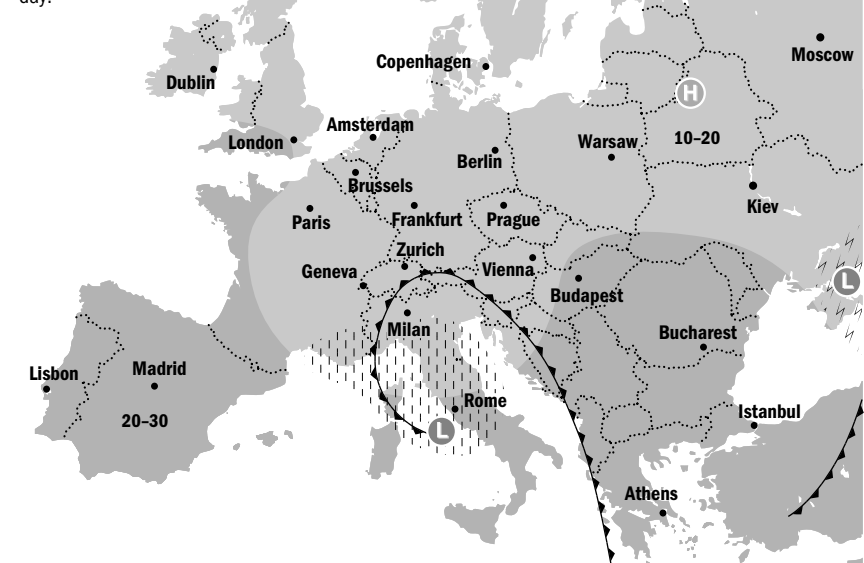 day.
Moscow
Copenhagen
Dublin
H
Amsterdam
10–20
London
Warsaw
Berlin
Brussels
Kiev
Paris
Frankfurt
Prague
Zurich
Geneva
Vienna
L
Budapest
Milan
Bucharest
Lisbon
Madrid
Rome
Istanbul
20–30
L
Athens